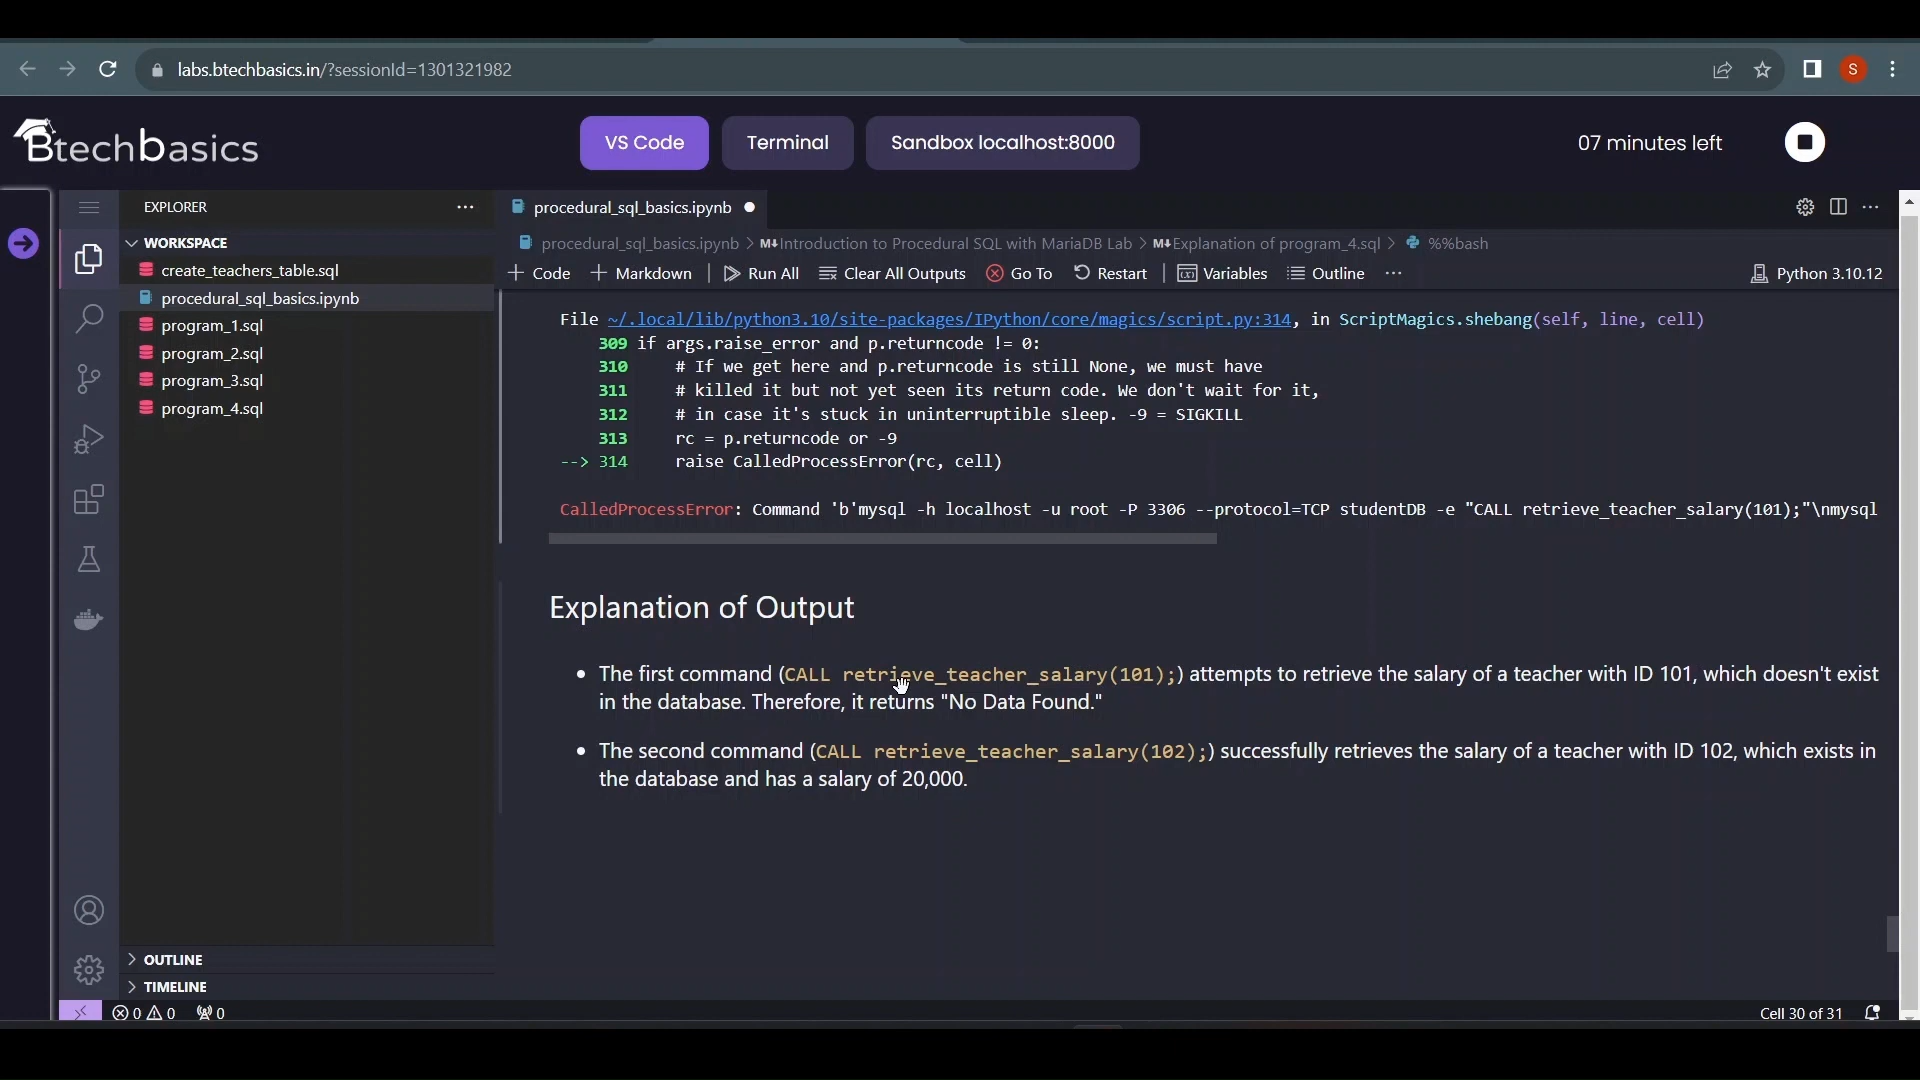 labs.btechbasics.in/?sessionId=1301321982
S
Btechbasics
VS Code
Terminal
Sandbox localhost:8000
07 minutes left
EXPLORER
procedural_sql_basics.ipynb
WORKSPACE
procedural_sql_basics.ipynb > M↓Introduction to Procedural SQL with MariaDB Lab > M↓Explanation of program_4.sql > %%bash
create_teachers_table.sql
+ Code + Markdown Run All Clear All Outputs Go To Restart Variables Outline ... Python 3.10.12
procedural_sql_basics.ipynb
program_1.sql
program_2.sql
program_3.sql
program_4.sql
File ~/.local/lib/python3.10/site-packages/IPython/core/magics/script.py:314, in ScriptMagics.shebang(self, line, cell)
309 if args.raise_error and p.returncode != 0:
310 # If we get here and p.returncode is still None, we must have
311 # killed it but not yet seen its return code. We don't wait for it,
312 # in case it's stuck in uninterruptible sleep. -9 = SIGKILL
313 rc = p.returncode or -9
--> 314 raise CalledProcessError(rc, cell)
CalledProcessError: Command 'b'mysql -h localhost -u root -P 3306 --protocol=TCP studentDB -e "CALL retrieve_teacher_salary(101);"\nmysql
Explanation of Output
• The first command (CALL retrieve_teacher_salary(101);) attempts to retrieve the salary of a teacher with ID 101, which doesn't exist
in the database. Therefore, it returns "No Data Found."
• The second command (CALL retrieve_teacher_salary(102);) successfully retrieves the salary of a teacher with ID 102, which exists in
the database and has a salary of 20,000.
OUTLINE
TIMELINE
0 0 0
Cell 30 of 31